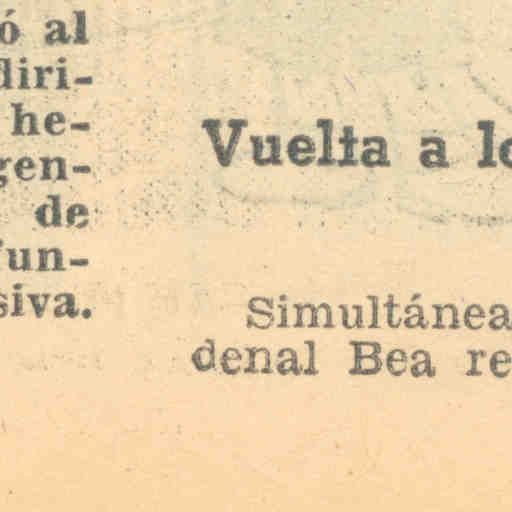 ó al
diri-
he-
gen-
de
fun-
siva.
Vuelta a lo
Simultánea
denal Bea re